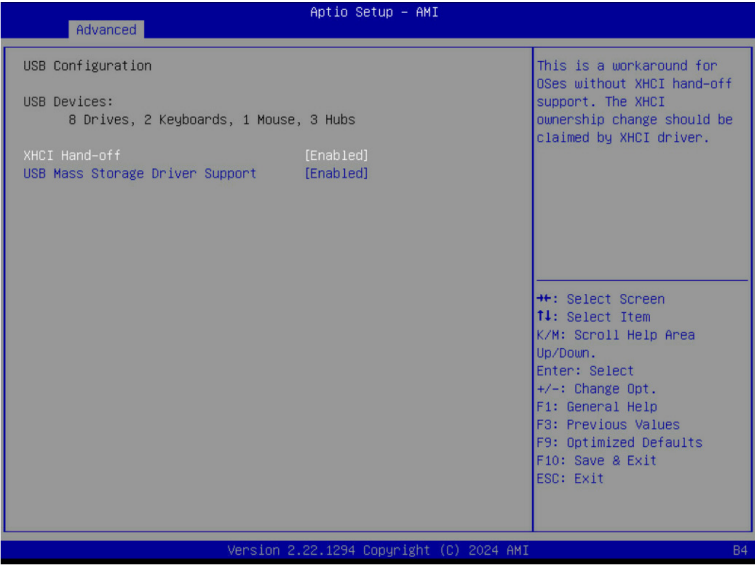 Aptio Setup - AMI
Advanced
USB Configuration
USB Devices:
8 Drives, 2 Keyboards, 1 Mouse, 3 Hubs
XHCI Hand-off [Enabled]
USB Mass Storage Driver Support [Enabled]
This is a workaround for
OSes without XHCI hand-off
support. The XHCI
ownership change should be
claimed by XHCI driver.
→←: Select Screen
↑↓: Select Item
K/M: Scroll Help Area
Up/Down.
Enter: Select
+/-: Change Opt.
F1: General Help
F3: Previous Values
F9: Optimized Defaults
F10: Save & Exit
ESC: Exit
Version 2.22.1294 Copyright (C) 2024 AMI
B4